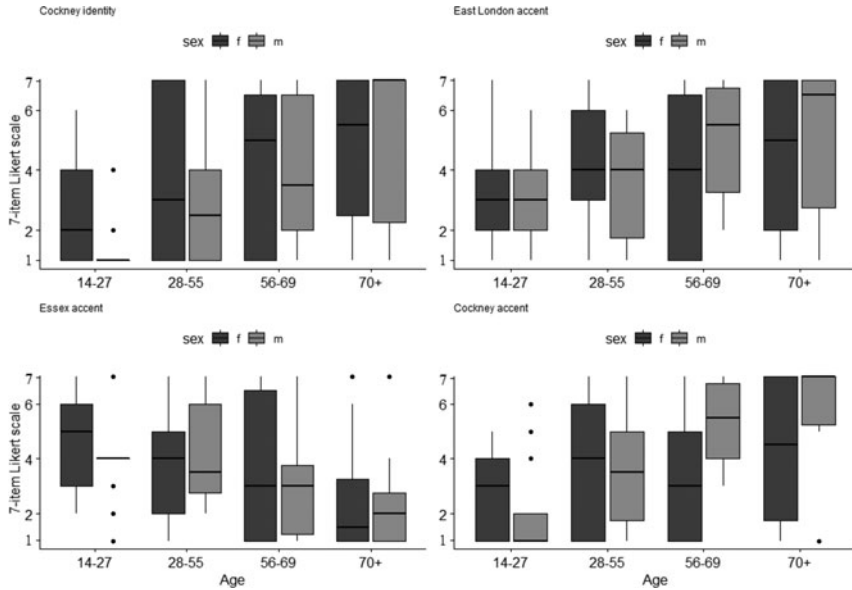 Cockney identity
East London accent
sex f m
sex f m
7-item Likert scale
7
6
4
2
1
7
6
4
2
1
14-27 28-55 56-69 70+
14-27 28-55 56-69 70+
Essex accent
Cockney accent
sex f m
sex f m
7-item Likert scale
7
6
4
2
1
7
6
4
2
1
14-27 28-55 56-69 70+
14-27 28-55 56-69 70+
Age
Age